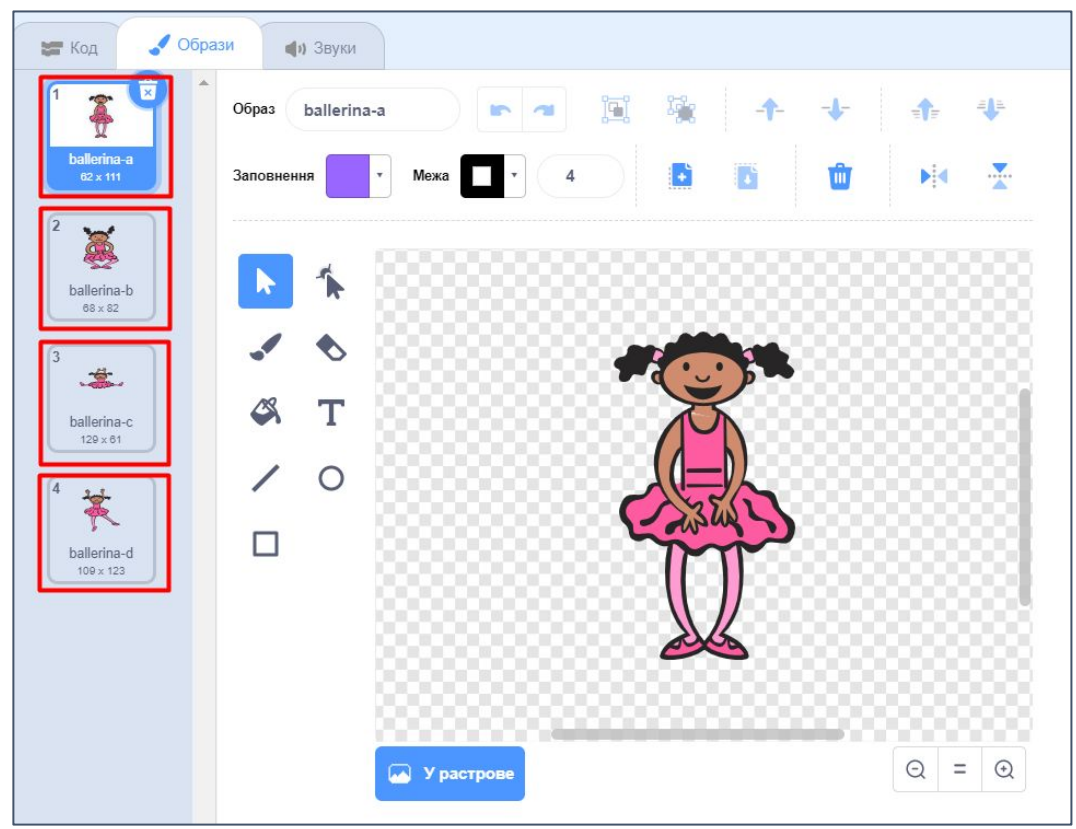 Код
Образи
Звуки
1
ballerina-a
62 x 111
2
ballerina-b
68 x 82
3
ballerina-c
129 x 61
4
ballerina-d
109 x 123
Образ ballerina-a
Заповнення Межа 4
T
У растрове
=